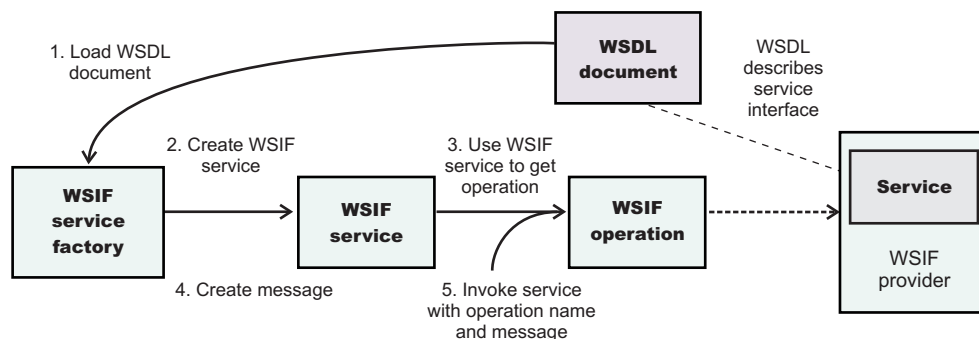 1. Load WSDL
document
WSDL
document
WSDL
describes
service
interface
2. Create WSIF
service
3. Use WSIF
service to get
operation
WSIF
service
factory
WSIF
service
WSIF
operation
Service
WSIF
provider
4. Create message
5. Invoke service
with operation name
and message